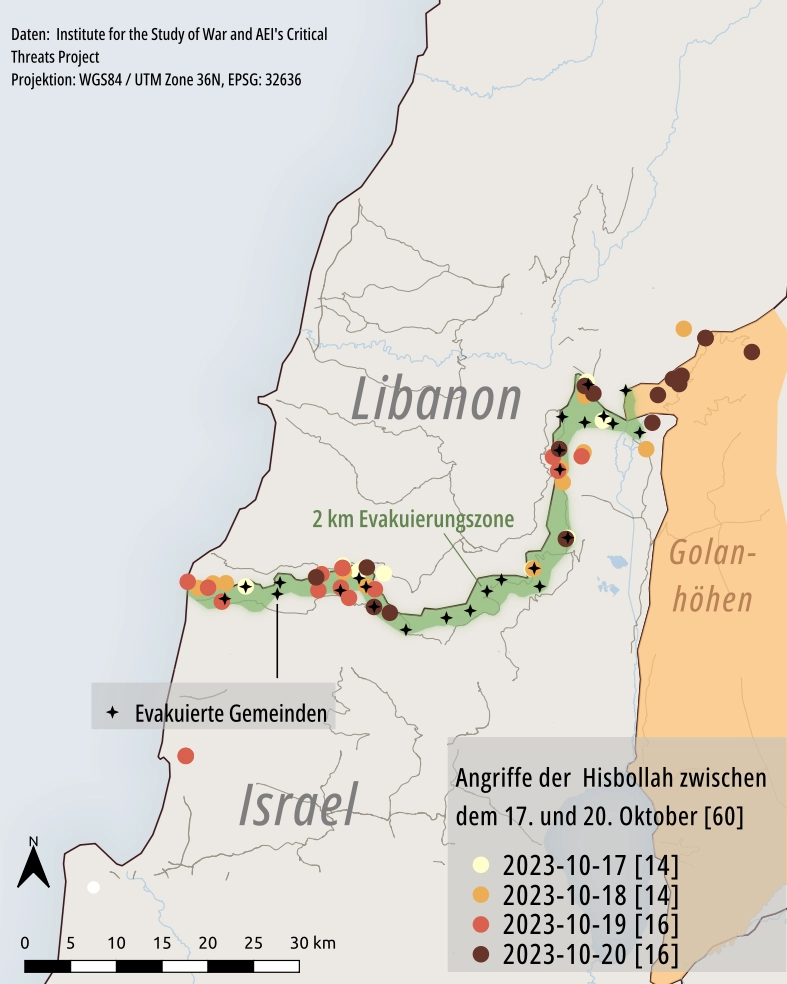 Daten: Institute for the Study of War and AEI's Critical
Threats Project
Projektion: WGS84 / UTM Zone 36N, EPSG: 32636
Libanon
2 km Evakuierungszone
Golan-
höhen
Evakuierte Gemeinden
Israel
Angriffe der Hisbollah zwischen
dem 17. und 20. Oktober [60]
2023-10-17 [14]
2023-10-18 [14]
2023-10-19 [16]
2023-10-20 [16]
N
0 5 10 15 20 25 30 km